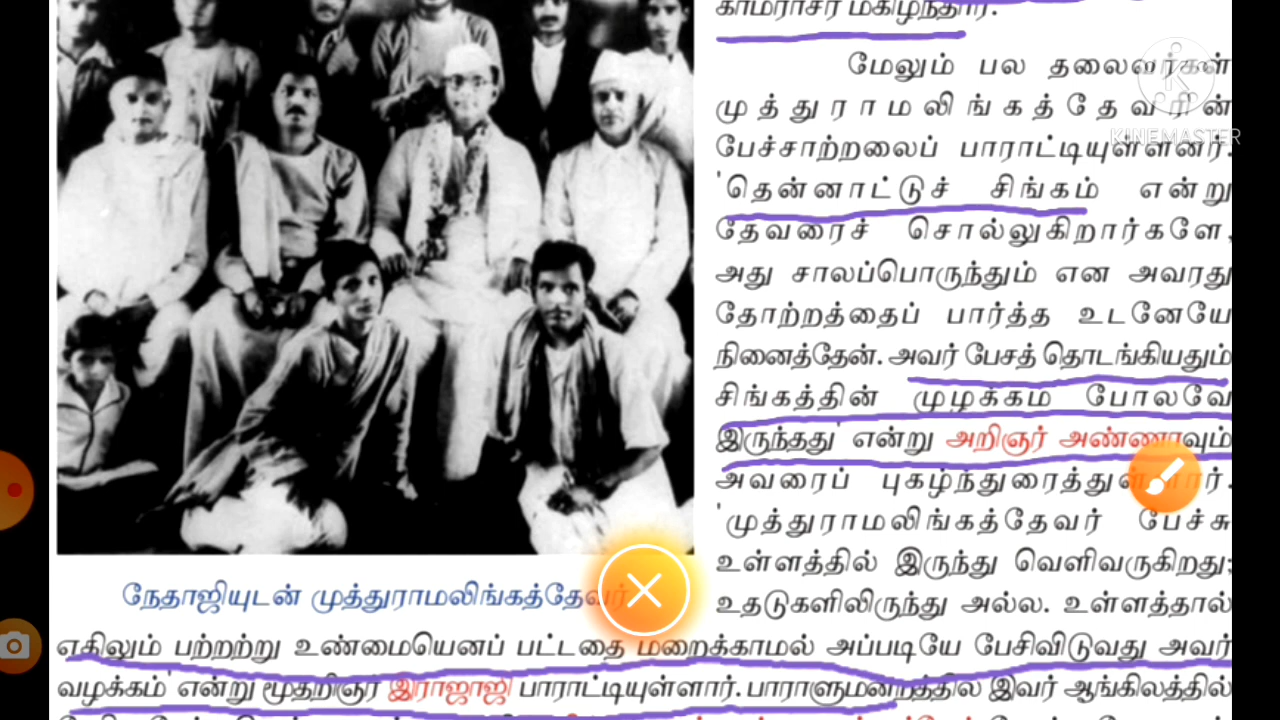 காமராசர் மகிழ்ந்தார்.
மேலும் பல தலைவர்கள்
முத்துராமலிங்கத்தேவரின்
பேச்சாற்றலைப் பாராட்டியுள்ளனர்.
KINEMASTER
'தென்னாட்டுச் சிங்கம் என்று
தேவரைச் சொல்லுகிறார்களே,
அது சாலப்பொருந்தும் என அவரது
தோற்றத்தைப் பார்த்த உடனேயே
நினைத்தேன். அவர் பேசத் தொடங்கியதும்
சிங்கத்தின் முழக்கம் போலவே
இருந்தது' என்று அறிஞர் அண்ணாவும்
அவரைப் புகழ்ந்துரைத்துள்ளார்.
'முத்துராமலிங்கத்தேவர் பேச்சு
உள்ளத்தில் இருந்து வெளிவருகிறது;
உதடுகளிலிருந்து அல்ல. உள்ளத்தால்
நேதாஜியுடன் முத்துராமலிங்கத்தேவர்
எதிலும் பற்றற்று உண்மையெனப் பட்டதை மறைக்காமல் அப்படியே பேசிவிடுவது அவர்
வழக்கம்' என்று மூதறிஞர் இராஜாஜி பாராட்டியுள்ளார். பாராளுமன்றத்தில் இவர் ஆங்கிலத்தில்